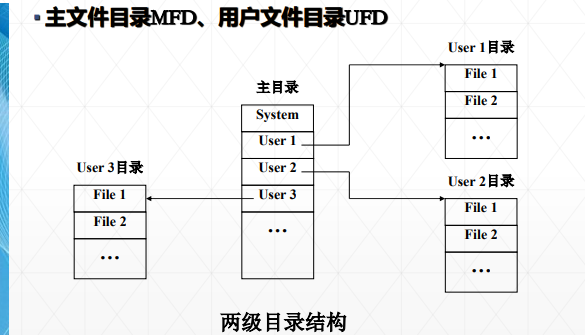 ▪主文件目录MFD、用户文件目录UFD
User 1目录
File 1
File 2
...
主目录
System
User 1
User 2
User 3
...
User 3目录
File 1
File 2
...
User 2目录
File 1
File 2
...
两级目录结构